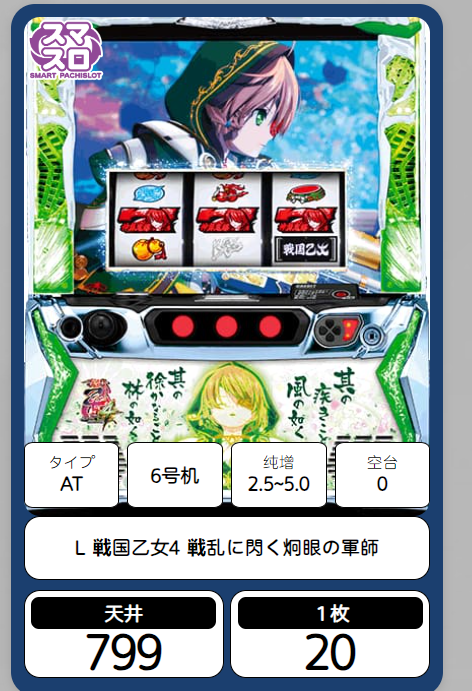 スマ
スロ
SMART PACHISLOT
戦国乙女
其の
疾きこと
風の如く
其の
徐かなること
林の如く
タイプ
AT
6号机
纯增
2.5~5.0
空台
0
L 戦国乙女4 戦乱に閃く炯眼の軍師
天井
799
1枚
20